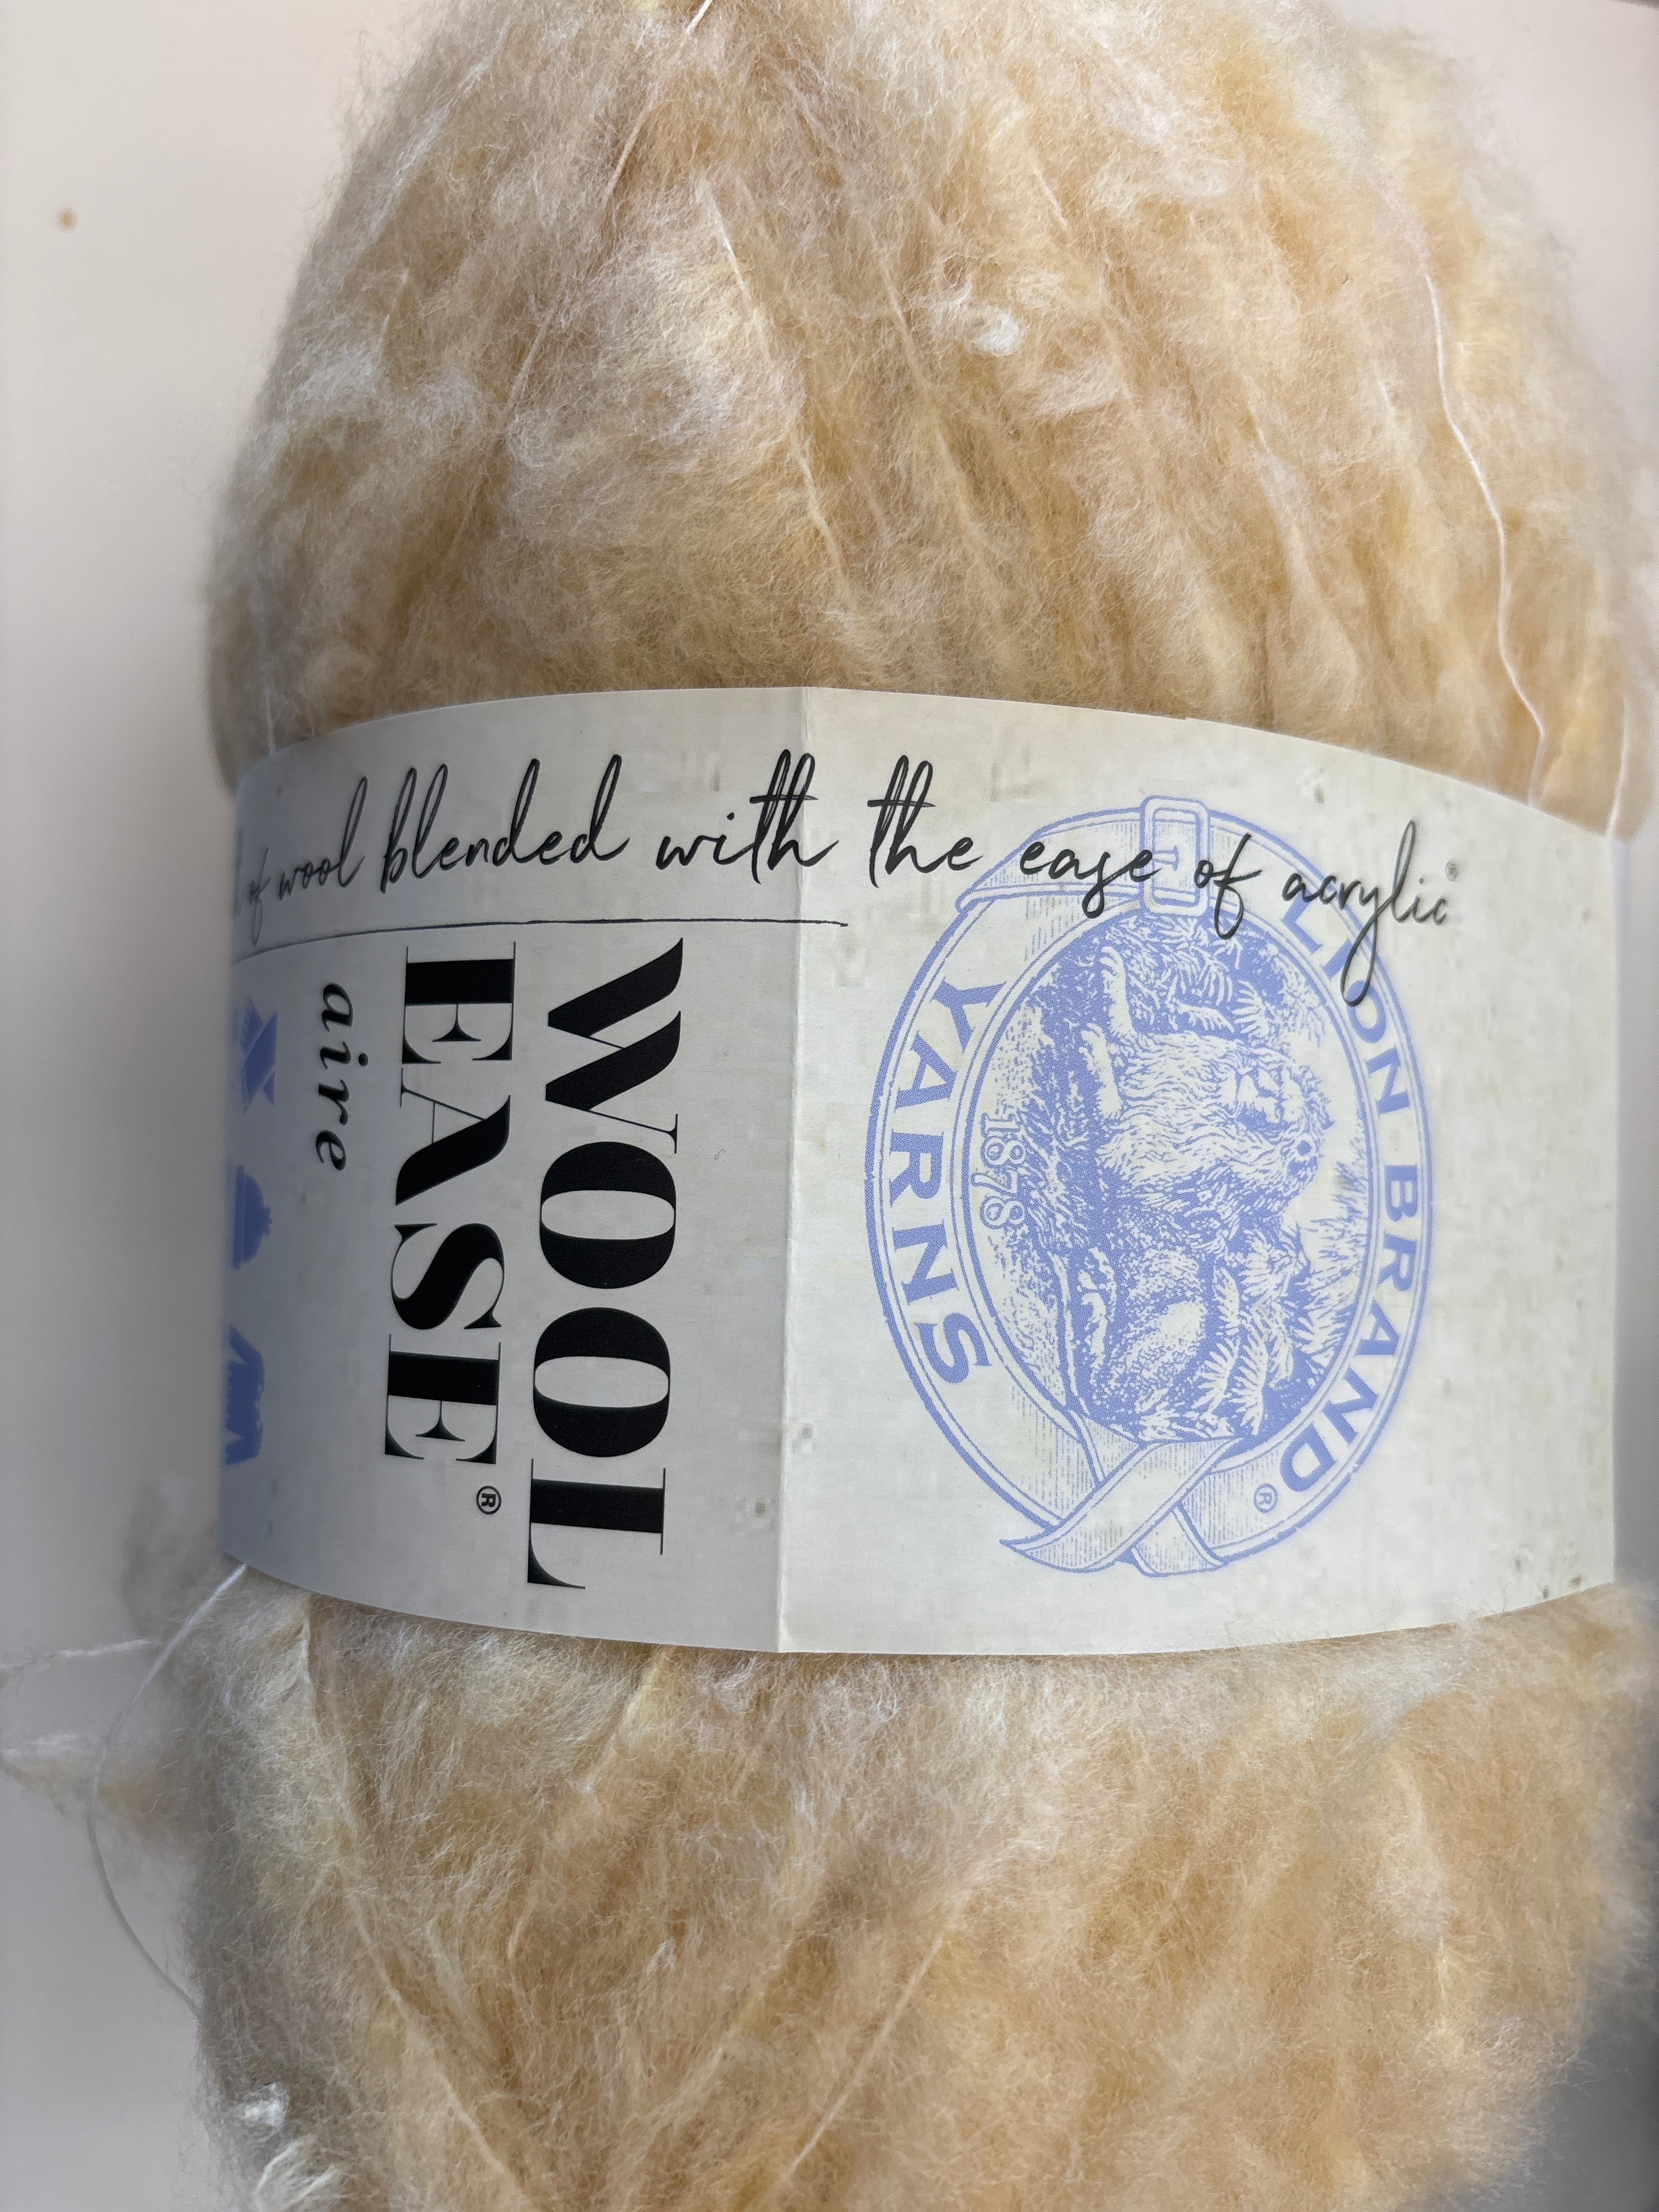 of wool blended with the ease of acrylic®
LION BRAND®
YARNS
1878
WOOL
EASE®
aire